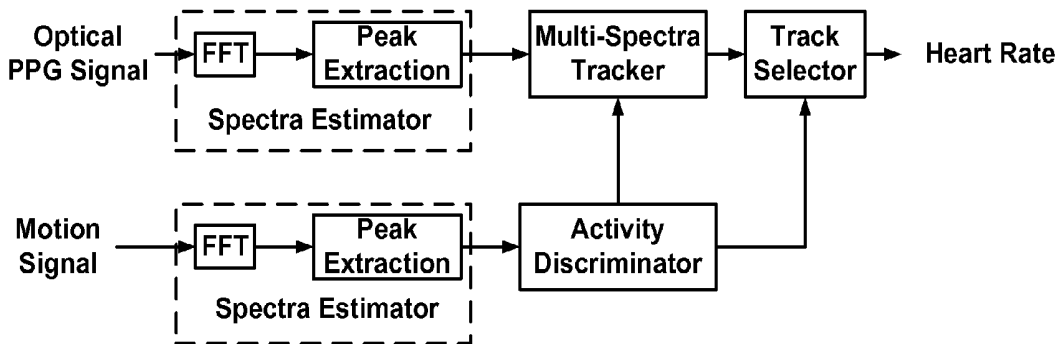 Optical
PPG Signal
FFT
Peak
Extraction
Spectra Estimator
Multi-Spectra
Tracker
Track
Selector
Heart Rate
Motion
Signal
FFT
Peak
Extraction
Spectra Estimator
Activity
Discriminator